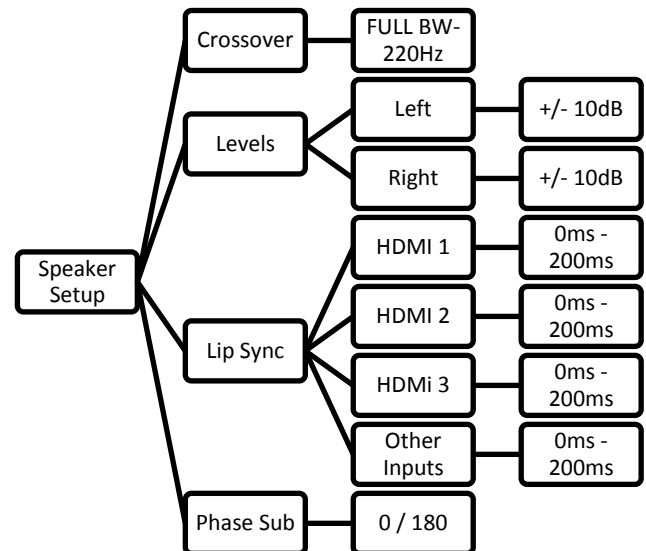 Crossover
FULL BW-
220Hz
Levels
Left
+/- 10dB
Right
+/- 10dB
Speaker
Setup
Lip Sync
HDMI 1
0ms -
200ms
HDMI 2
0ms -
200ms
HDMi 3
0ms -
200ms
Other
Inputs
0ms -
200ms
Phase Sub
0 / 180